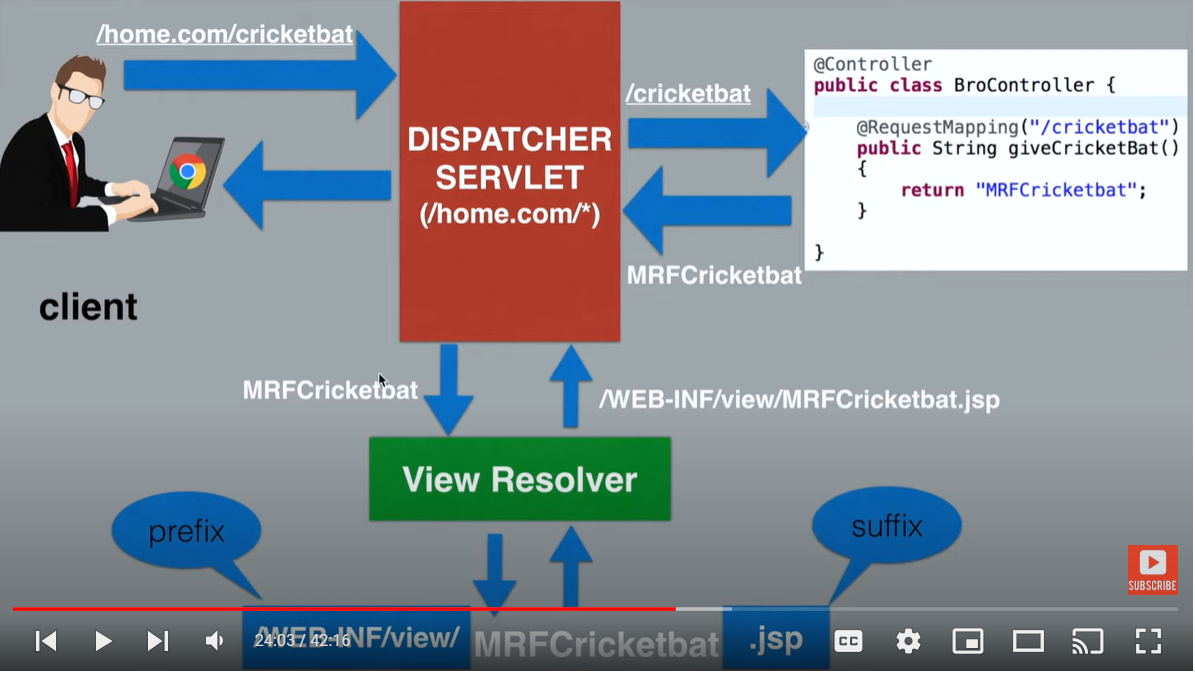 /home.com/cricketbat
DISPATCHER
SERVLET
(/home.com/*)
/cricketbat
@Controller
public class BroController {
@RequestMapping("/cricketbat")
public String giveCricketBat()
{
return "MRFCricketbat";
}
}
MRFCricketbat
client
MRFCricketbat
/WEB-INF/view/MRFCricketbat.jsp
View Resolver
prefix
suffix
SUBSCRIBE
/WEB-INF/view/ MRFCricketbat .jsp
24:03 / 42:16
CC